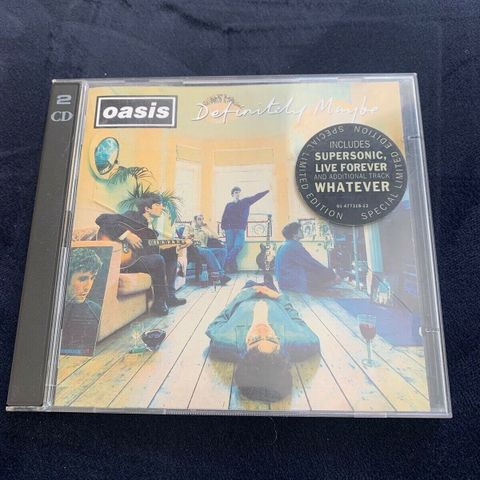 2
CD
oasis
Definitely Maybe
SPECIAL LIMITED EDITION SPECIAL LIMITED EDITION
INCLUDES
SUPERSONIC,
LIVE FOREVER
AND ADDITIONAL TRACK
WHATEVER